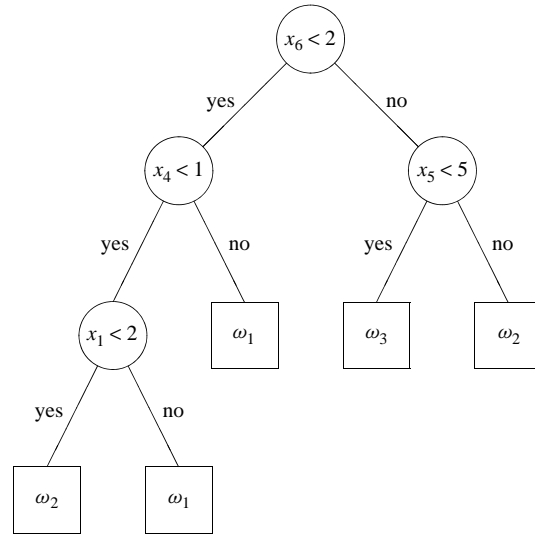 x₆ < 2
yes no
x₄ < 1 x₅ < 5
yes no yes no
x₁ < 2 ω₁ ω₃ ω₂
yes no
ω₂ ω₁